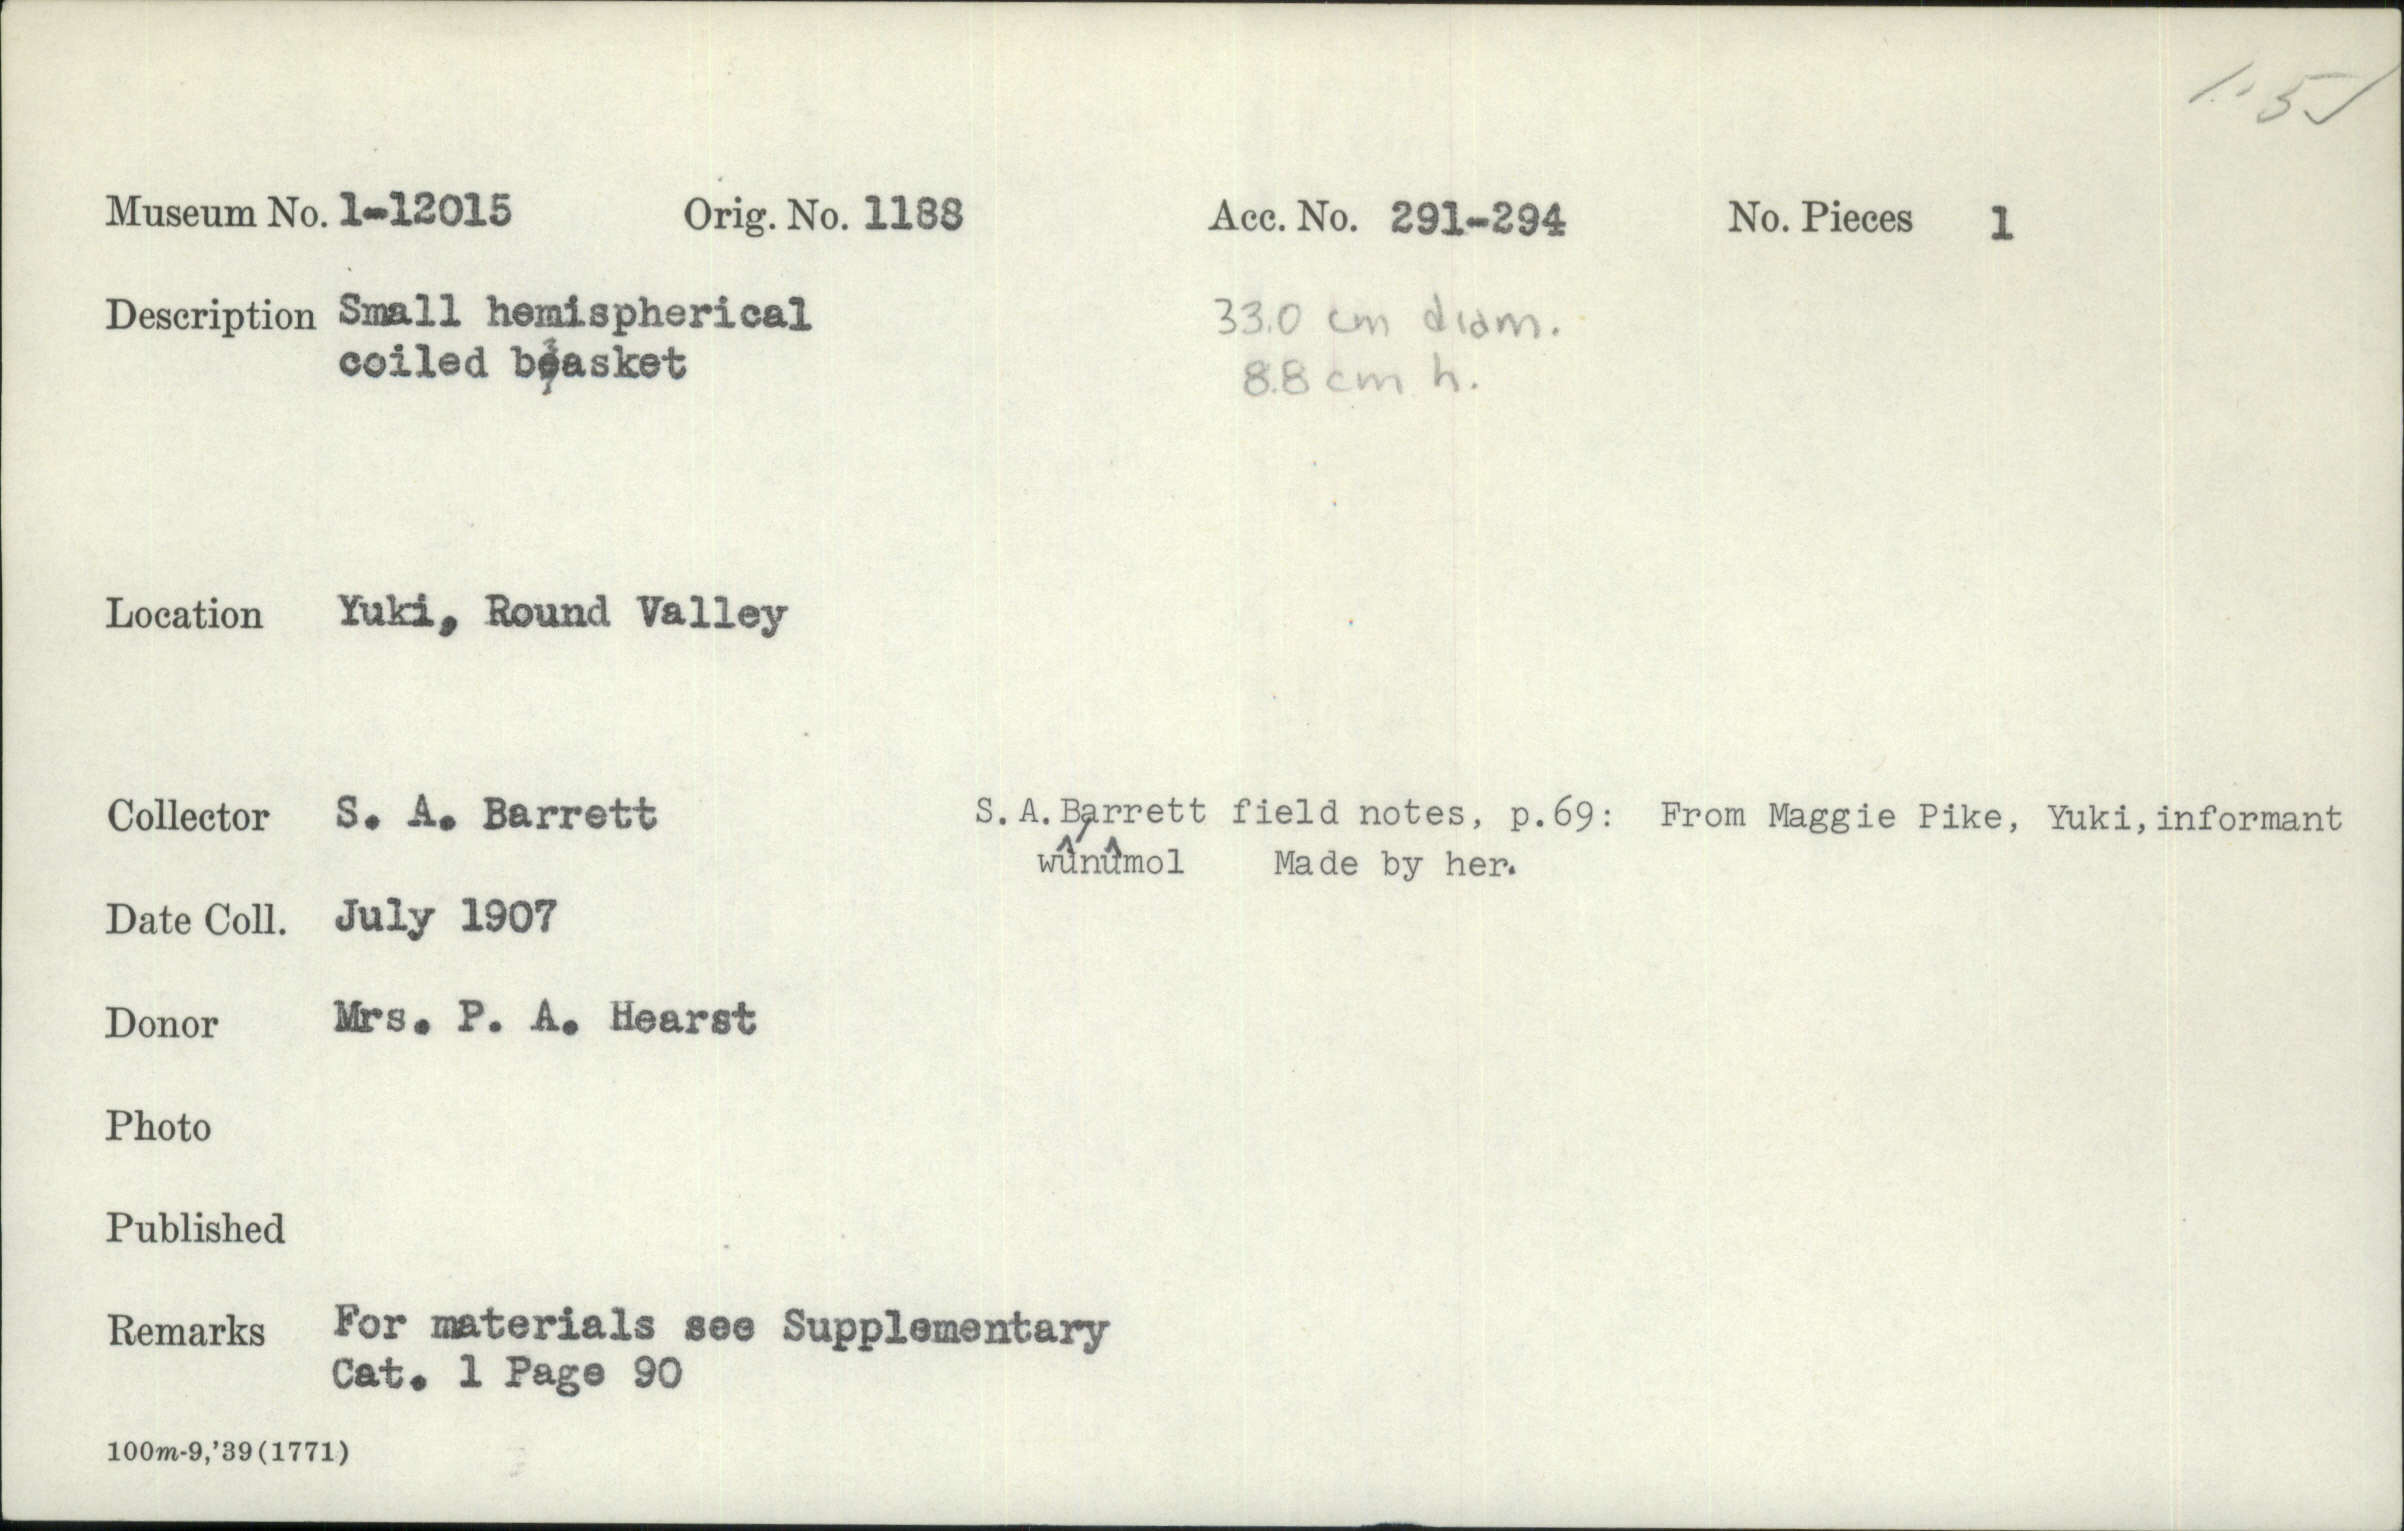 Museum No. 1-12015 Orig. No. 1188 Acc. No. 291-294 No. Pieces 1
Description Small hemispherical 33.0 cm diam.
coiled basket 8.8 cm h.
Location Yuki, Round Valley
Collector S. A. Barrett S. A. Barrett field notes, p.69: From Maggie Pike, Yuki, informant
wûnûmol Made by her.
Date Coll. July 1907
Donor Mrs. P. A. Hearst
Photo
Published
Remarks For materials see Supplementary
Cat. 1 Page 90
100m-9,'39(1771)